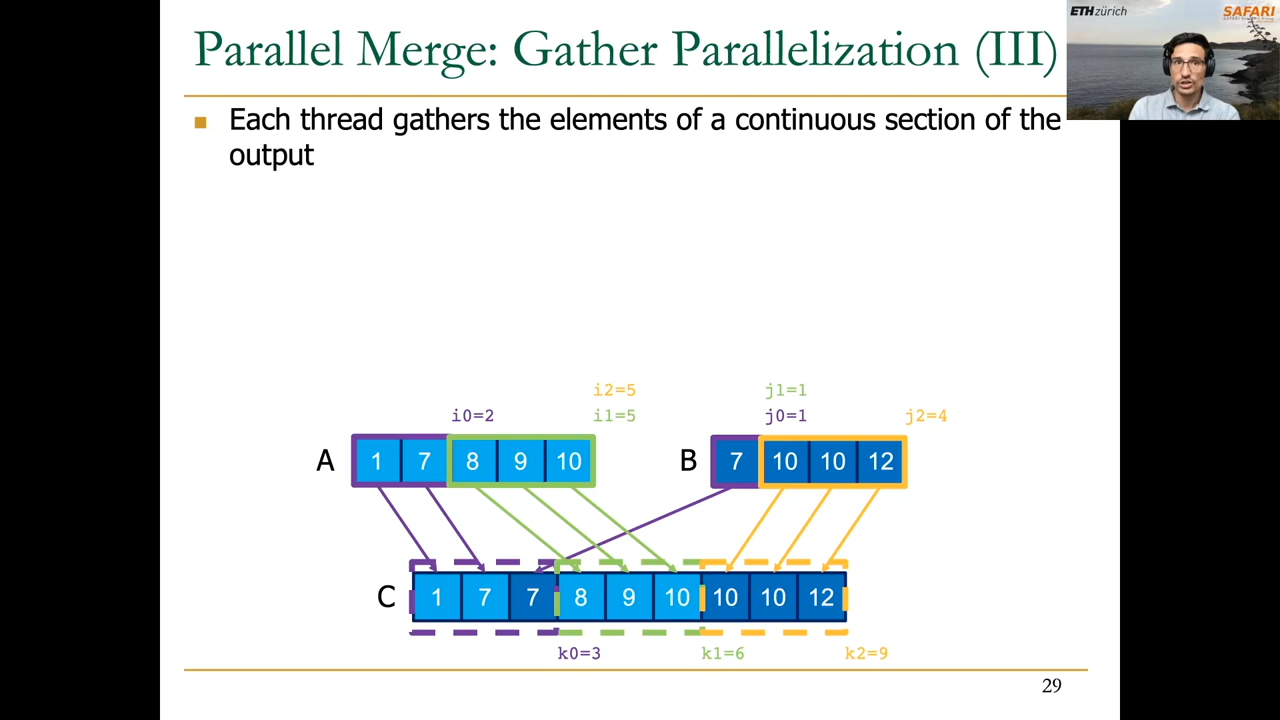 Parallel Merge: Gather Parallelization (III)
ETH zürich
SAFARI
Each thread gathers the elements of a continuous section of the
output
i2=5
j1=1
i0=2
i1=5
j0=1
j2=4
A 1 7 8 9 10
B 7 10 10 12
C 1 7 7 8 9 10 10 10 12
k0=3
k1=6
k2=9
29